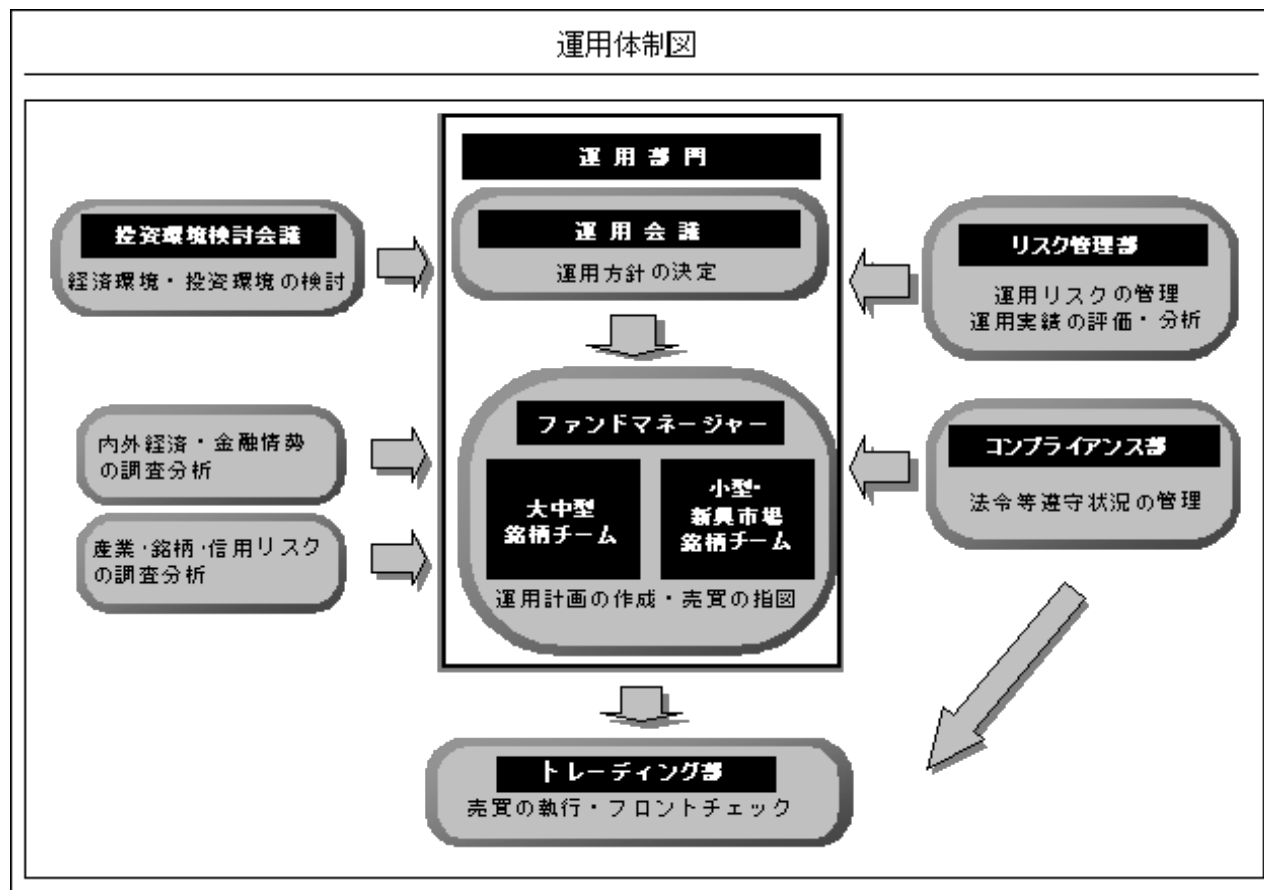 運用体制図
運用部門
運用会議
運用方針の決定
投資環境検討会議
経済環境・投資環境の検討
リスク管理部
運用リスクの管理
運用実績の評価・分析
内外経済・金融情勢
の調査分析
産業・銘柄・信用リスク
の調査分析
ファンドマネージャー
大中型
銘柄チーム
小型・
新興市場
銘柄チーム
運用計画の作成・売買の指図
コンプライアンス部
法令等遵守状況の管理
トレーディング部
売買の執行・フロントチェック